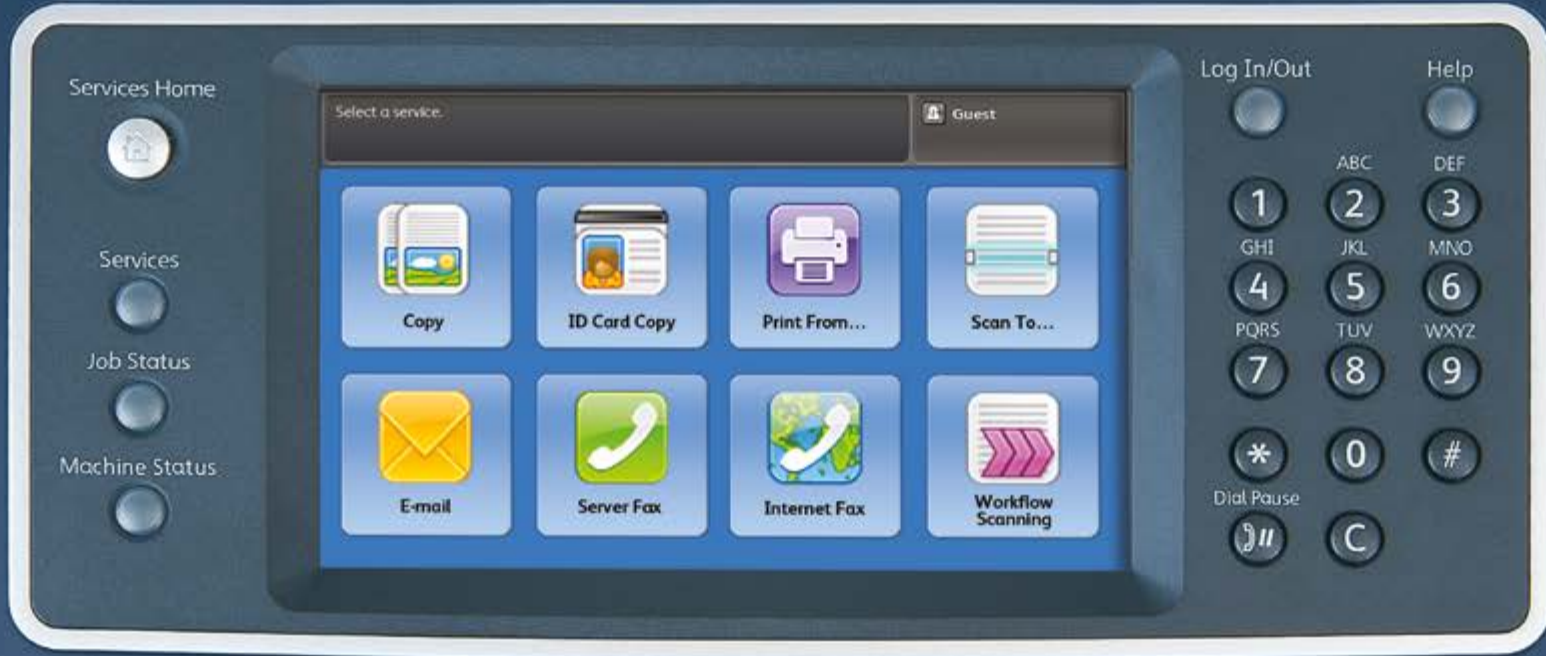 Services Home
Services
Job Status
Machine Status
Select a service.
Guest
Copy
ID Card Copy
Print From...
Scan To...
E-mail
Server Fax
Internet Fax
Workflow
Scanning
Log In/Out
Help
ABC
DEF
1
2
3
GHI
JKL
MNO
4
5
6
PQRS
TUV
WXYZ
7
8
9
*
0
#
Dial Pause
C